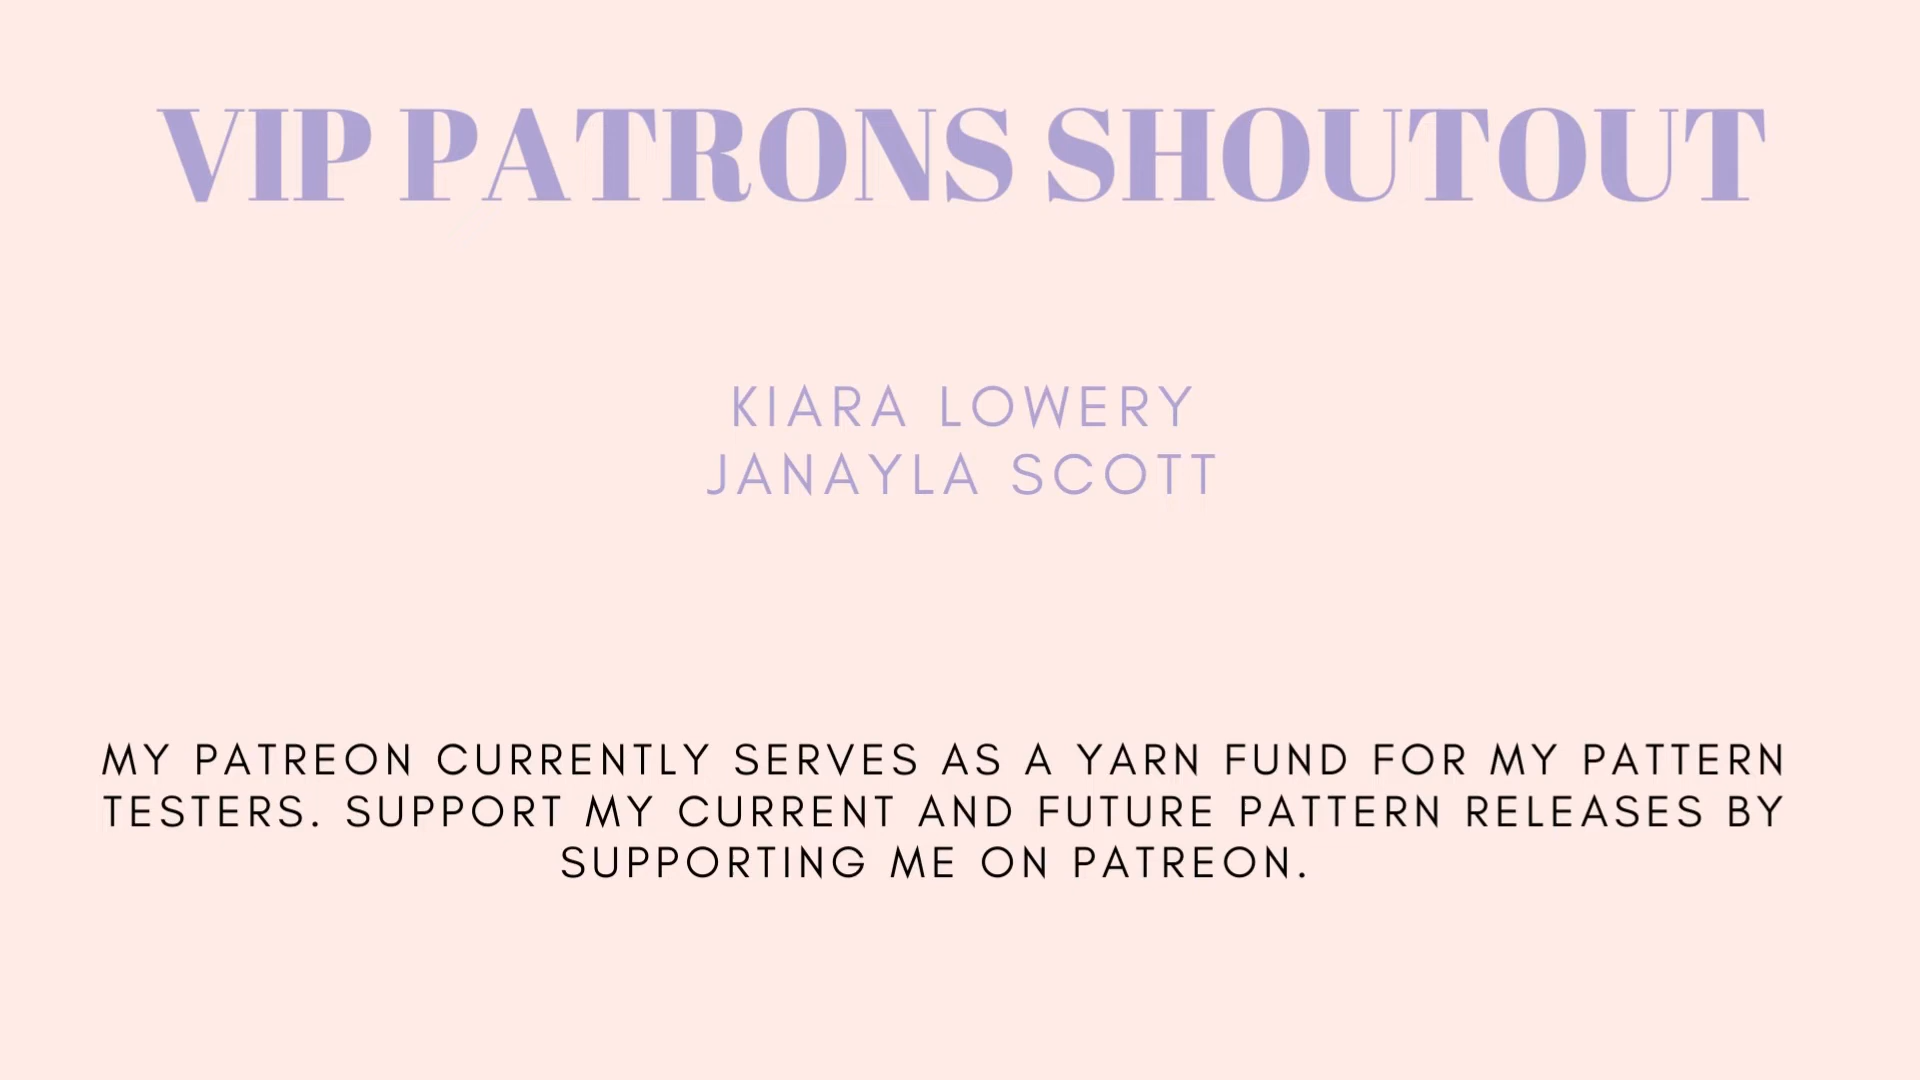 VIP PATRONS SHOUTOUT
KIARA LOWERY
JANAYLA SCOTT
MY PATREON CURRENTLY SERVES AS A YARN FUND FOR MY PATTERN
TESTERS. SUPPORT MY CURRENT AND FUTURE PATTERN RELEASES BY
SUPPORTING ME ON PATREON.